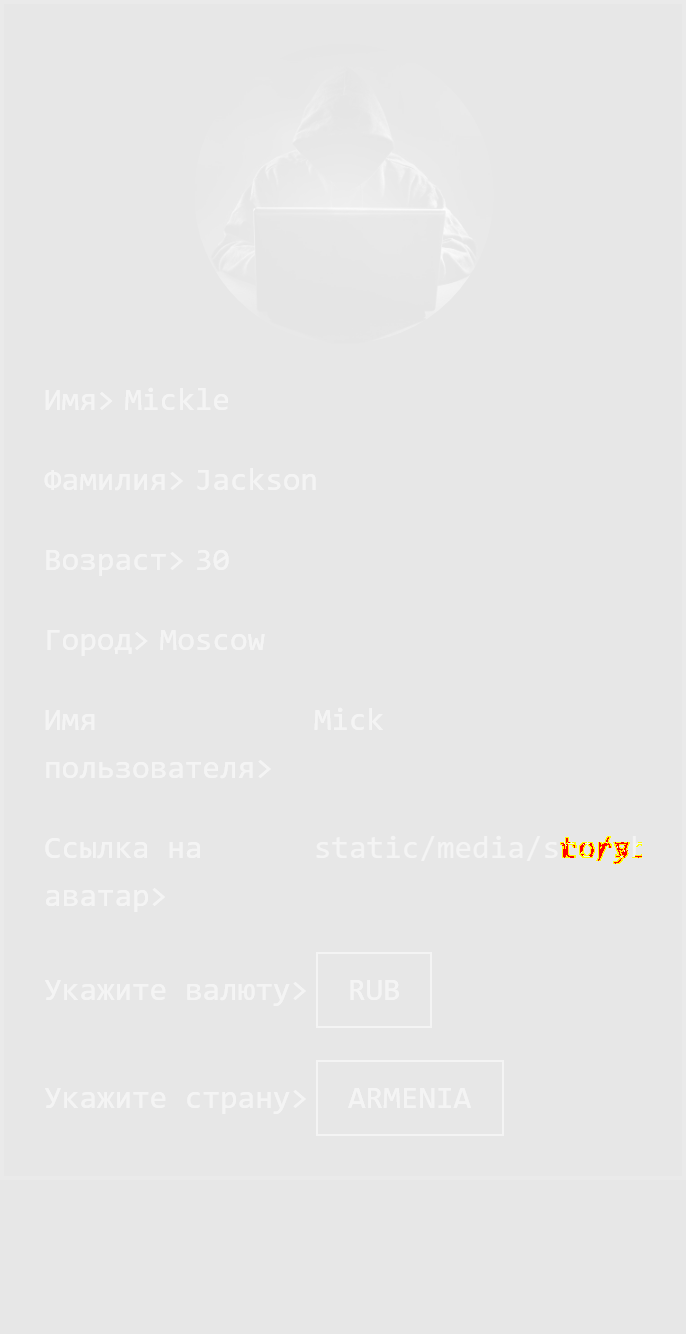 Имя> Mickle
Фамилия> Jackson
Возраст> 30
Город> Moscow
Имя Mick
пользователя>
Ссылка на static/media/s
аватар>
Укажите валюту> RUB
Укажите страну> ARMENIA